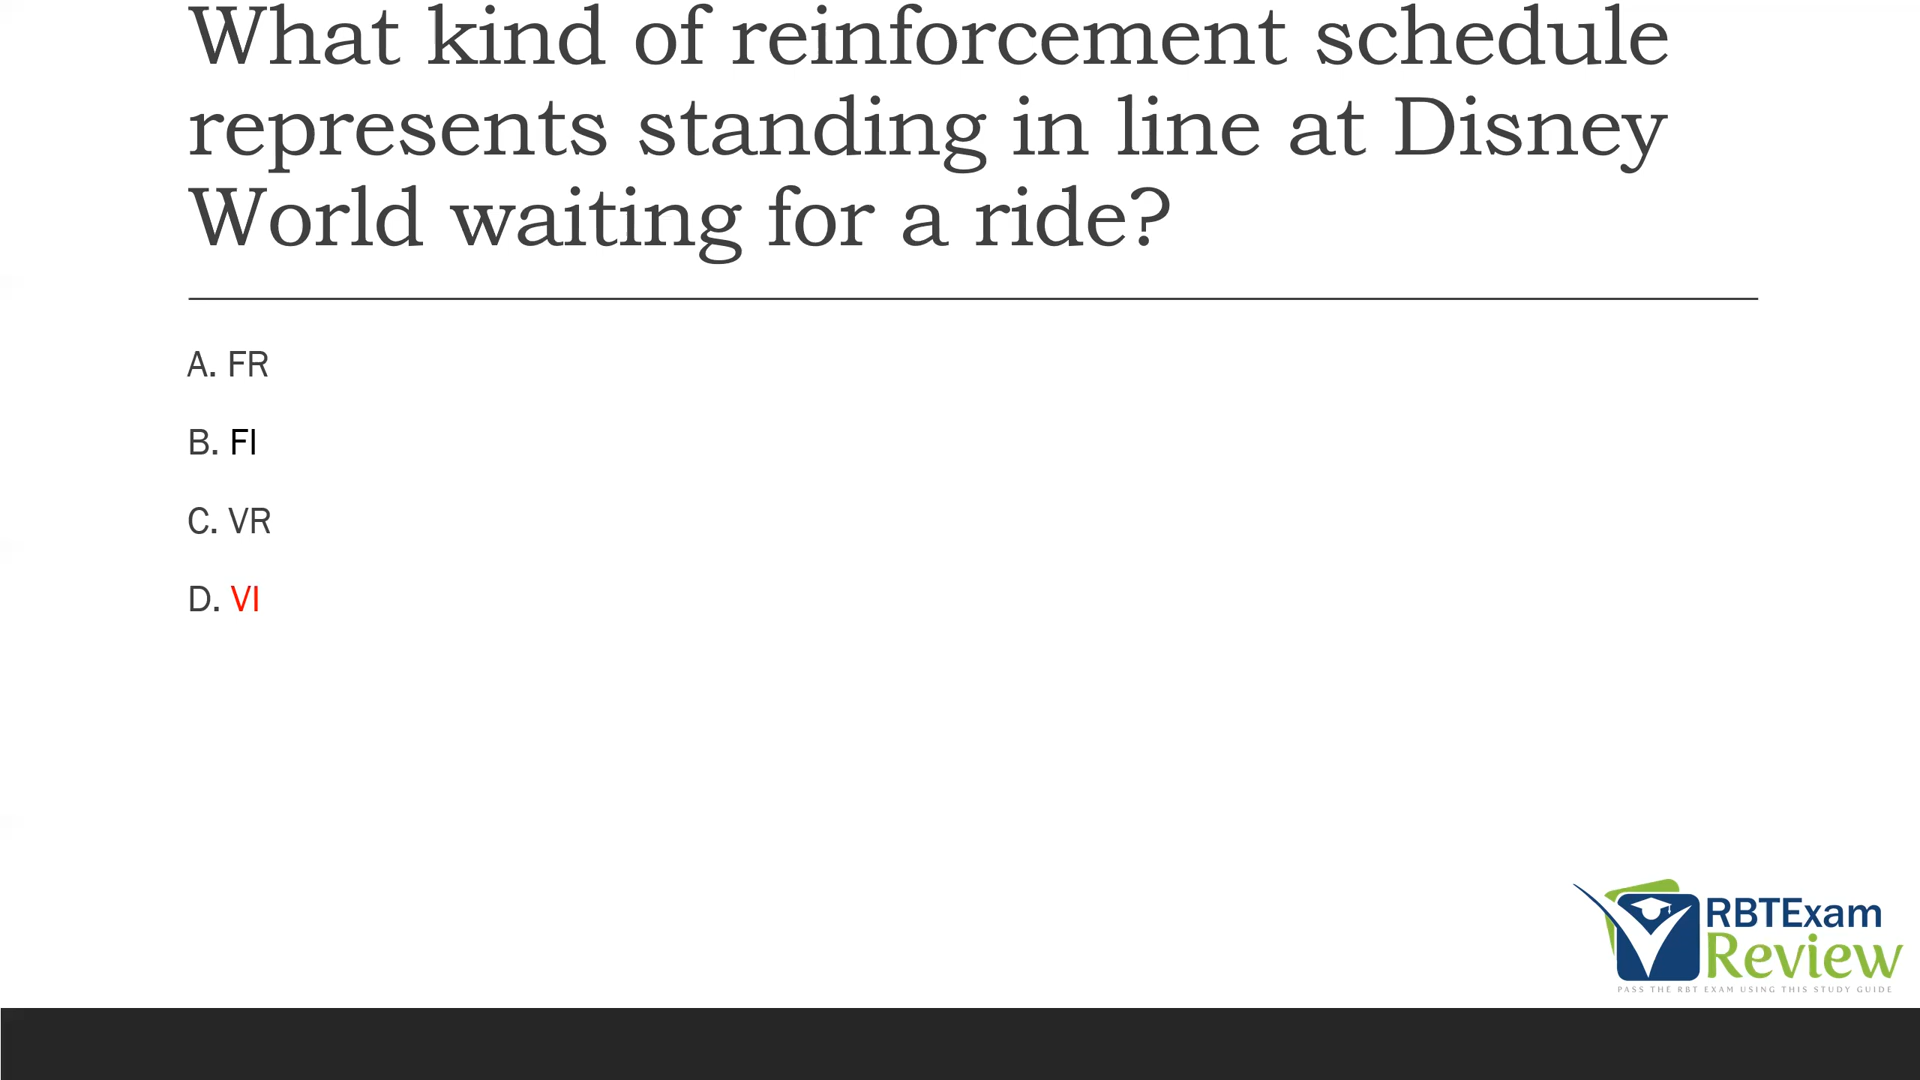 What kind of reinforcement schedule
represents standing in line at Disney
World waiting for a ride?
A. FR
B. FI
C. VR
D. VI
RBTExam
Review
PASS THE RBT EXAM USING THIS STUDY GUIDE